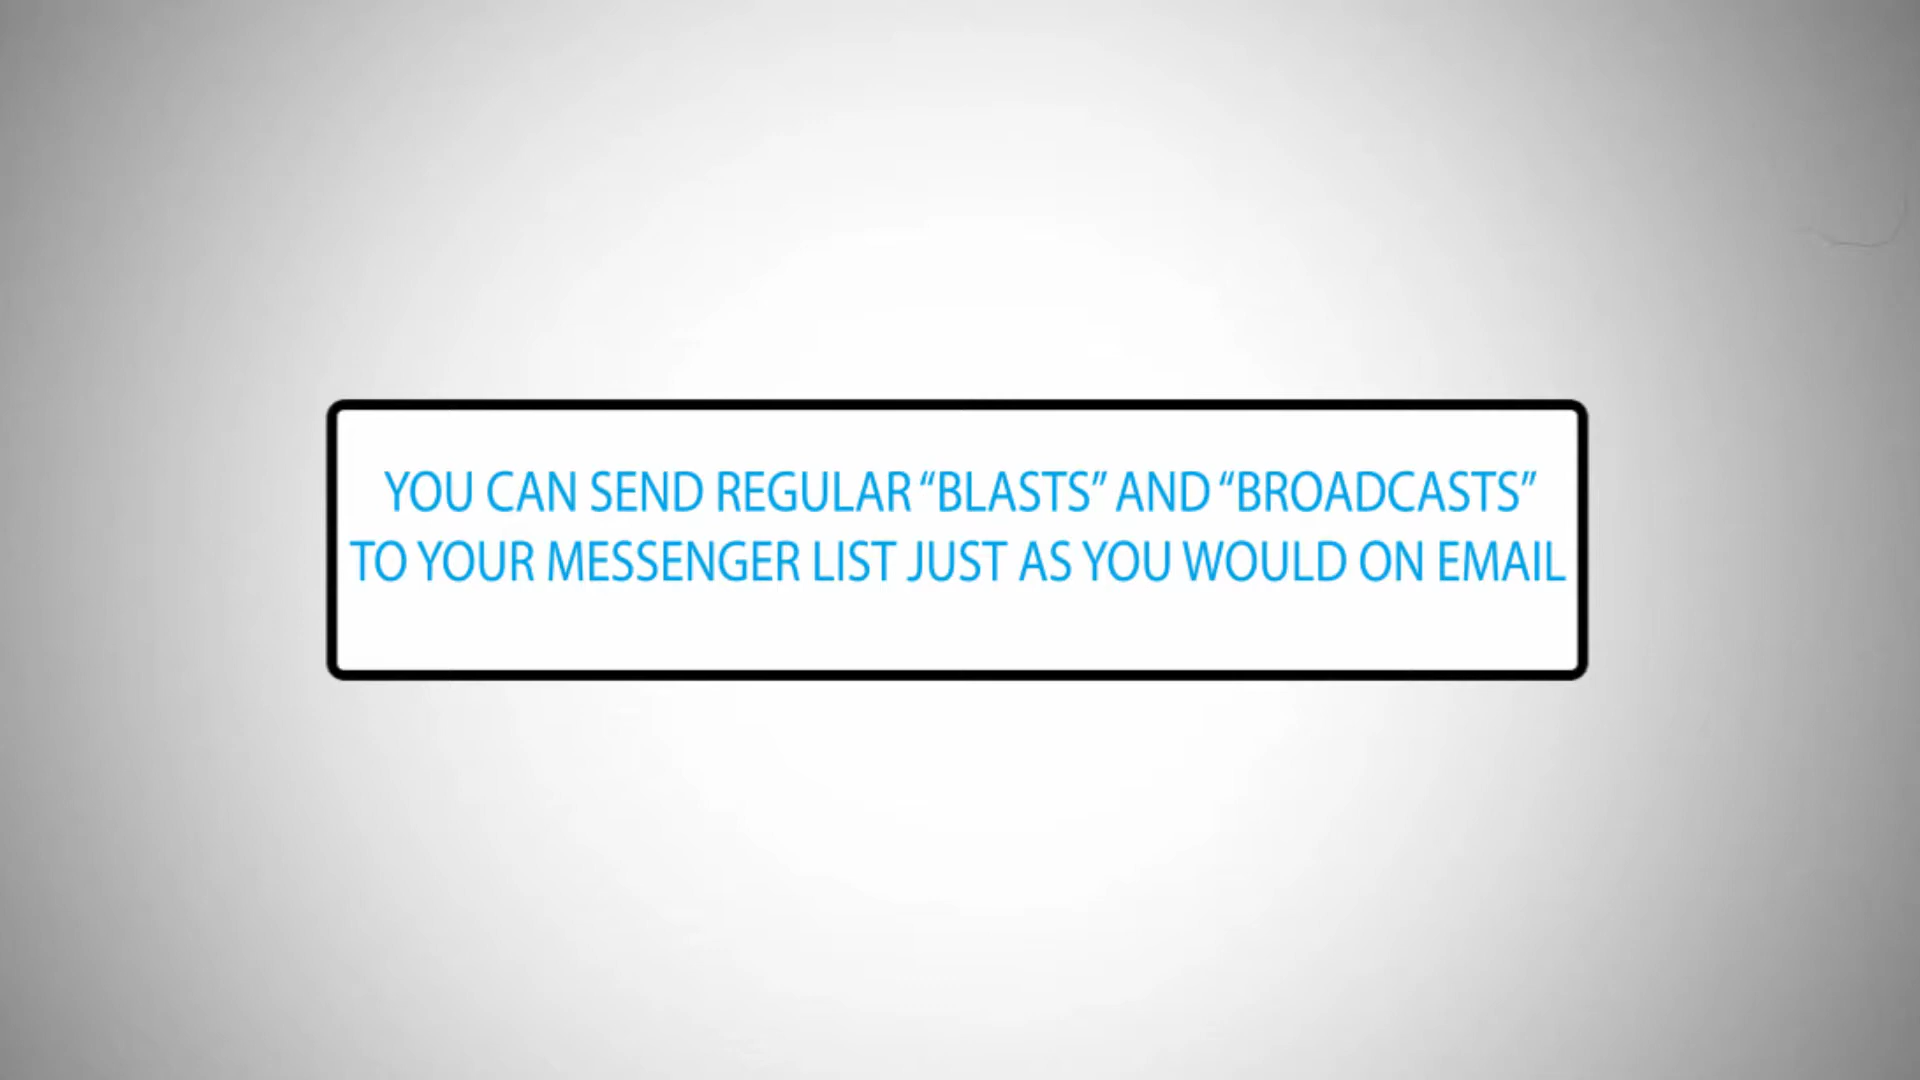 YOU CAN SEND REGULAR “BLASTS” AND “BROADCASTS”
TO YOUR MESSENGER LIST JUST AS YOU WOULD ON EMAIL